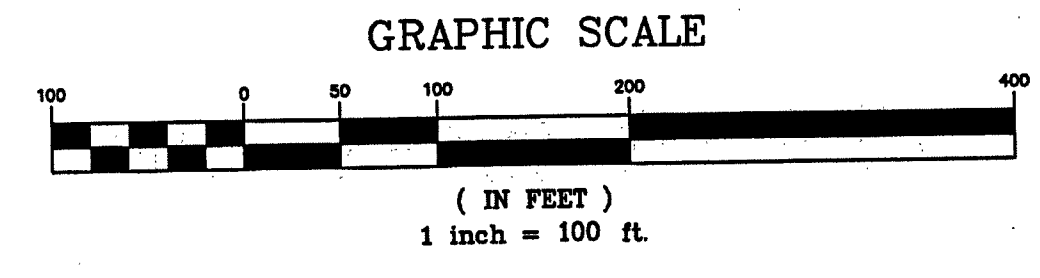 GRAPHIC SCALE
100 0 50 100 200 400
( IN FEET )
1 inch = 100 ft.